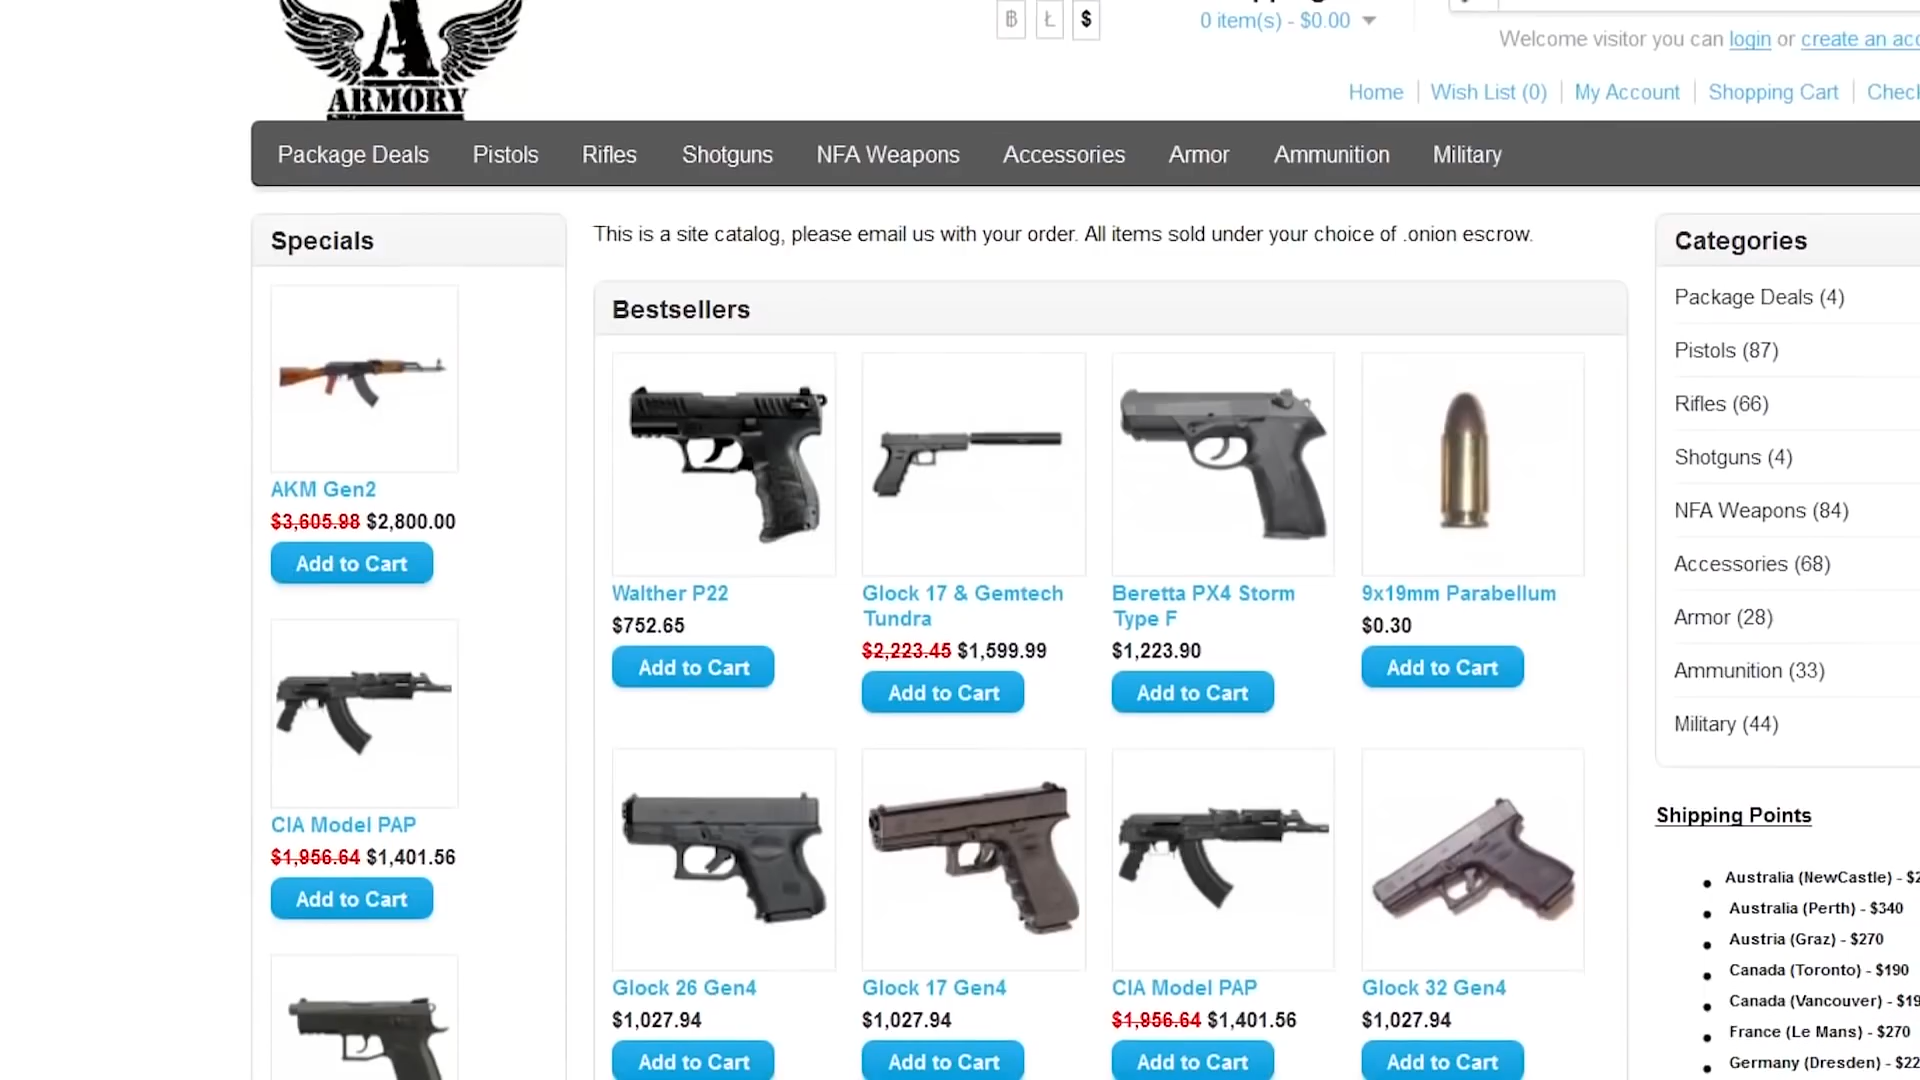 ARMORY
$
0 item(s) - $0.00
Welcome visitor you can login or create an
Home
Wish List (0)
My Account
Shopping Cart
Package Deals
Pistols
Rifles
Shotguns
NFA Weapons
Accessories
Armor
Ammunition
Military
Specials
AKM Gen2
$3,605.98 $2,800.00
Add to Cart
CIA Model PAP
$1,956.64 $1,401.56
Add to Cart
This is a site catalog, please email us with your order. All items sold under your choice of .onion escrow.
Bestsellers
Walther P22
$752.65
Add to Cart
Glock 17 & Gemtech
Tundra
$2,223.45 $1,599.99
Add to Cart
Beretta PX4 Storm
Type F
$1,223.90
Add to Cart
9x19mm Parabellum
$0.30
Add to Cart
Glock 26 Gen4
$1,027.94
Add to Cart
Glock 17 Gen4
$1,027.94
Add to Cart
CIA Model PAP
$1,956.64 $1,401.56
Add to Cart
Glock 32 Gen4
$1,027.94
Add to Cart
Categories
Package Deals (4)
Pistols (87)
Rifles (66)
Shotguns (4)
NFA Weapons (84)
Accessories (68)
Armor (28)
Ammunition (33)
Military (44)
Shipping Points
Australia (NewCastle) -
Australia (Perth) - $340
Austria (Graz) - $270
Canada (Toronto) - $190
Canada (Vancouver) -
France (Le Mans) - $270
Germany (Dresden) -